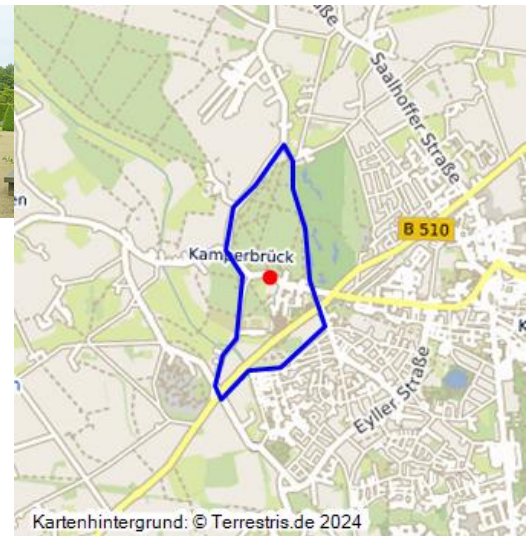 Saalhoffer Straße
B 510
Kamperbrück
Eyller Straße
Kartenhintergrund: © Terrestris.de 2024